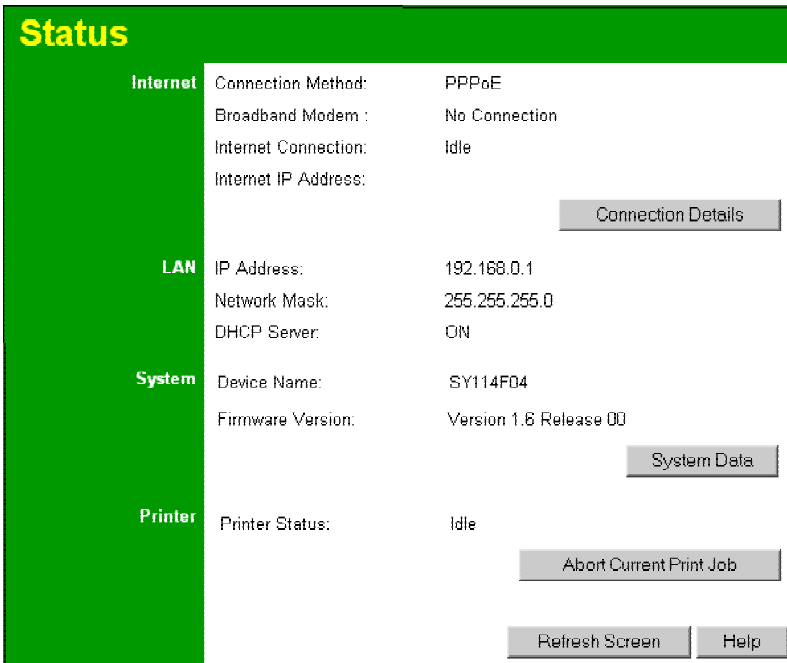 Status
Internet Connection Method: PPPoE
Broadband Modem : No Connection
Internet Connection: Idle
Internet IP Address:
Connection Details
LAN IP Address: 192.168.0.1
Network Mask: 255.255.255.0
DHCP Server: ON
System Device Name: SY114F04
Firmware Version: Version 1.6 Release 00
System Data
Printer Printer Status: Idle
Abort Current Print Job
Refresh Screen Help